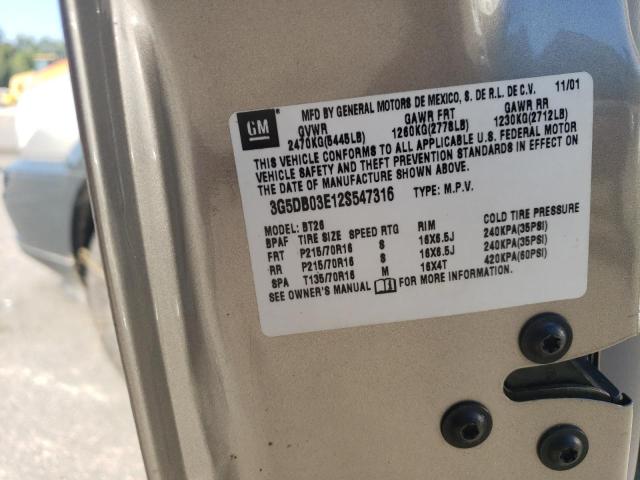 MFD BY GENERAL MOTORS DE MEXICO, S. DE R.L. DE C.V. 11/01
GM
GVWR GAWR FRT GAWR RR
2470KG(5445LB) 1260KG(2778LB) 1230KG(2712LB)
THIS VEHICLE CONFORMS TO ALL APPLICABLE U.S. FEDERAL MOTOR
VEHICLE SAFETY AND THEFT PREVENTION STANDARDS IN EFFECT ON
THE DATE OF MANUFACTURE SHOWN ABOVE.
3G5DB03E12S547316 TYPE: M.P.V.
MODEL: BT26
BPAF TIRE SIZE SPEED RTG RIM COLD TIRE PRESSURE
FRT P215/70R16 S 16X6.5J 240KPA(35PSI)
RR P215/70R16 S 16X6.5J 240KPA(35PSI)
SPA T135/70R16 M 16X4T 420KPA(60PSI)
SEE OWNER'S MANUAL FOR MORE INFORMATION.